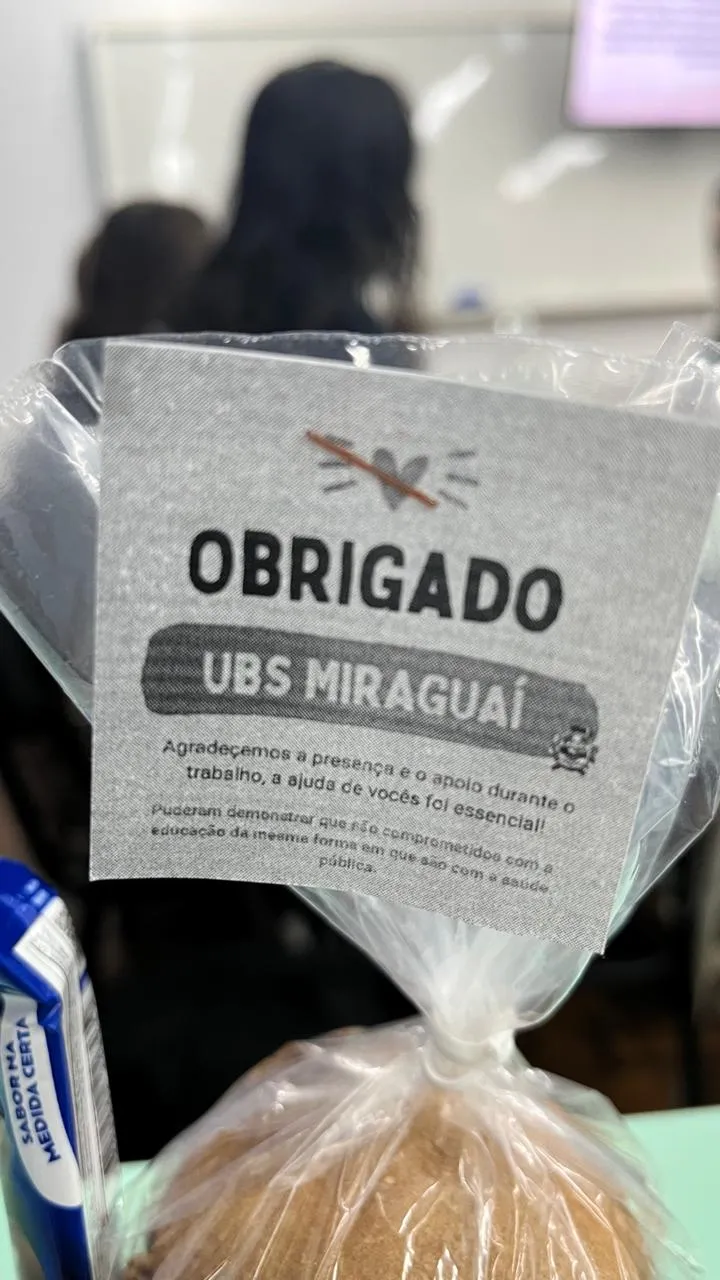 OBRIGADO
UBS MIRAGUAÍ
Agradeçemos a presença e o apoio durante o
trabalho, a ajuda de vocês foi essencial!
Puderam demonstrar que são comprometidos com a
educação da mesma forma em que são com a saúde
pública.
SABOR NA
MEDIDA CERTA